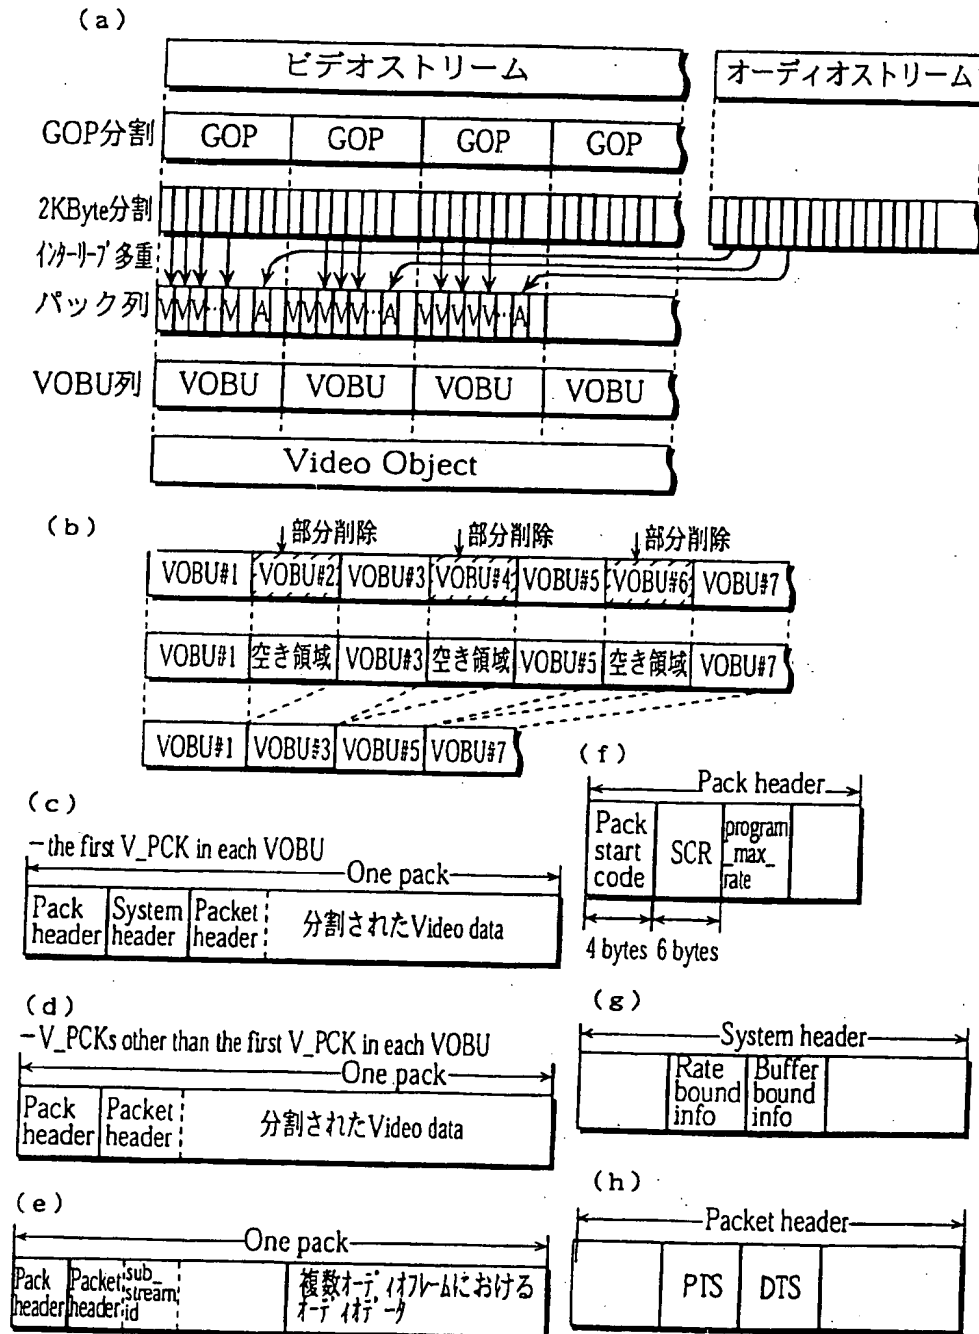 (a)
ビデオストリーム
オーディオストリーム
GOP分割
GOP
GOP
GOP
GOP
2KByte分割
インターリーブ多重
パック列
V
V
V
…
V
A
V
V
V
V
V
…
A
V
V
V
V
V
…
A
VOBU列
VOBU
VOBU
VOBU
VOBU
Video Object
(b)
部分削除
部分削除
部分削除
VOBU#1
VOBU#2
VOBU#3
VOBU#4
VOBU#5
VOBU#6
VOBU#7
VOBU#1
空き領域
VOBU#3
空き領域
VOBU#5
空き領域
VOBU#7
VOBU#1
VOBU#3
VOBU#5
VOBU#7
(c)
-the first V_PCK in each VOBU
One pack
Pack
header
System
header
Packet
header
分割されたVideo data
(d)
-V_PCKs other than the first V_PCK in each VOBU
One pack
Pack
header
Packet
header
分割されたVideo data
(e)
One pack
Pack
header
Packet
header
sub_
stream
id
複数オーディオフレームにおける
オーディオデータ
(f)
Pack header
Pack
start
code
SCR
program
_max_
rate
4 bytes
6 bytes
(g)
System header
Rate
bound
info
Buffer
bound
info
(h)
Packet header
PTS
DTS